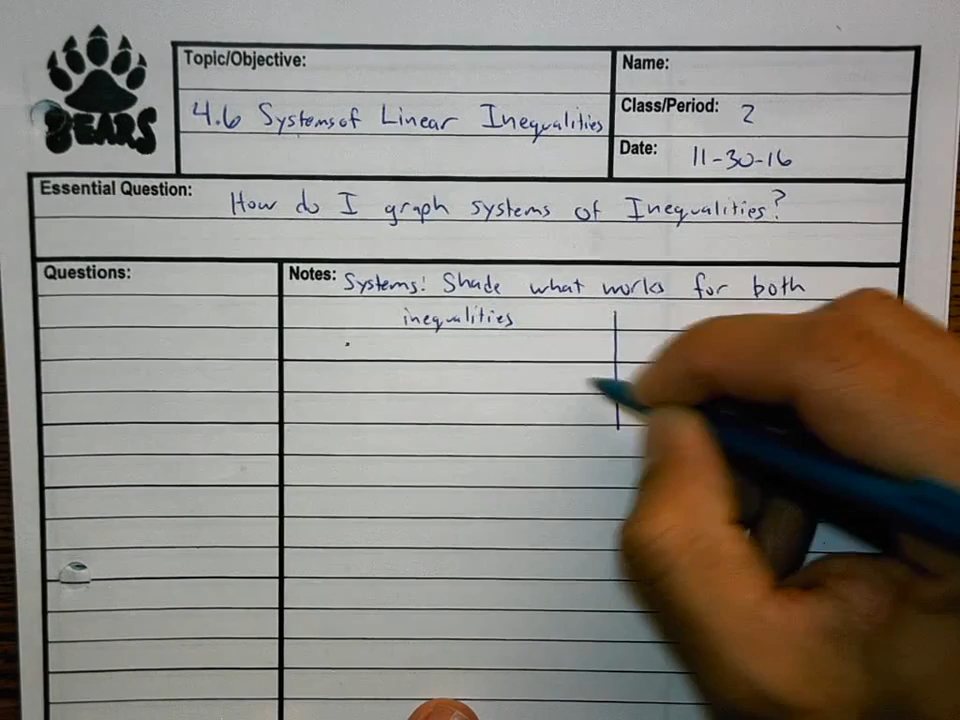 BEARS
Topic/Objective:
4.6 Systems of Linear Inequalities
Name:
Class/Period: 2
Date: 11-30-16
Essential Question: How do I graph systems of Inequalities?
Questions:
Notes: Systems: Shade what works for both
inequalities